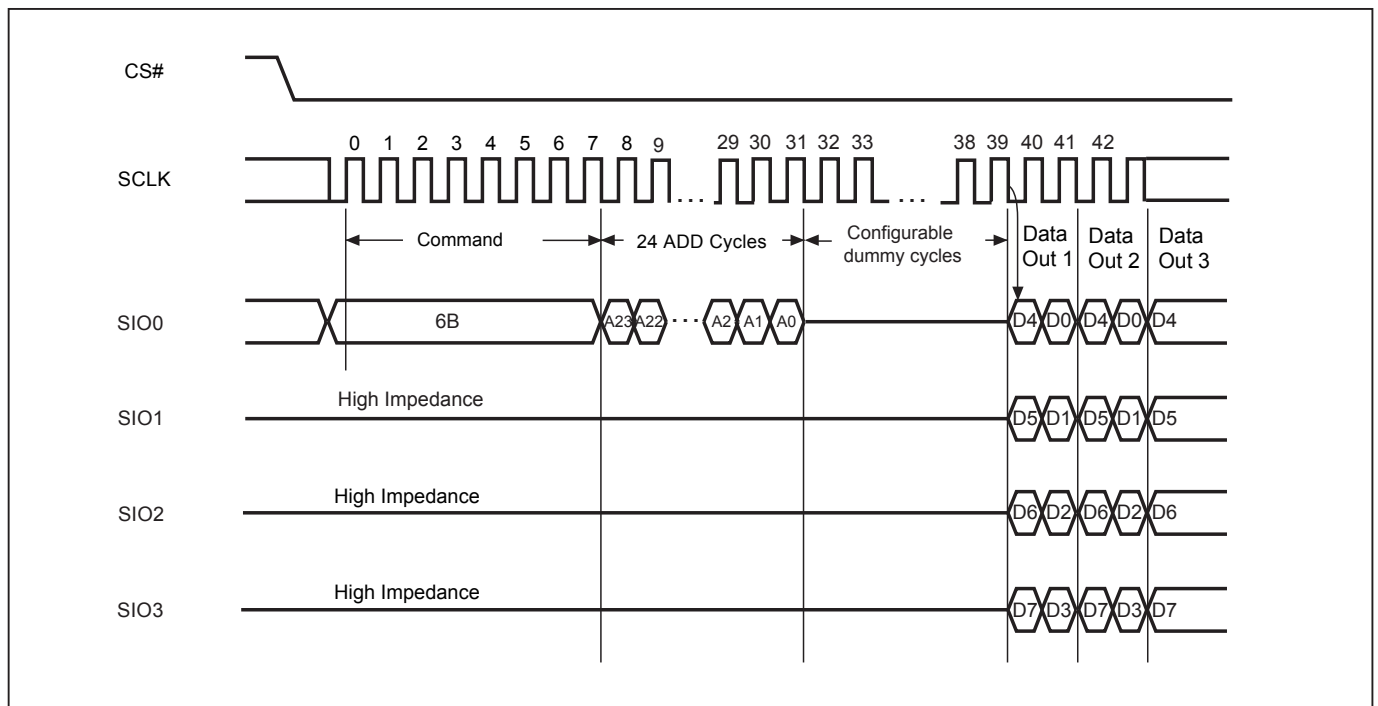 CS#
0 1 2 3 4 5 6 7 8 9 29 30 31 32 33 38 39 40 41 42
SCLK
. . . . . .
Command 24 ADD Cycles Configurable dummy cycles Data Out 1 Data Out 2 Data Out 3
SIO0 6B A23 A22 . . . A2 A1 A0 D4 D0 D4 D0 D4
High Impedance
SIO1 D5 D1 D5 D1 D5
High Impedance
SIO2 D6 D2 D6 D2 D6
High Impedance
SIO3 D7 D3 D7 D3 D7